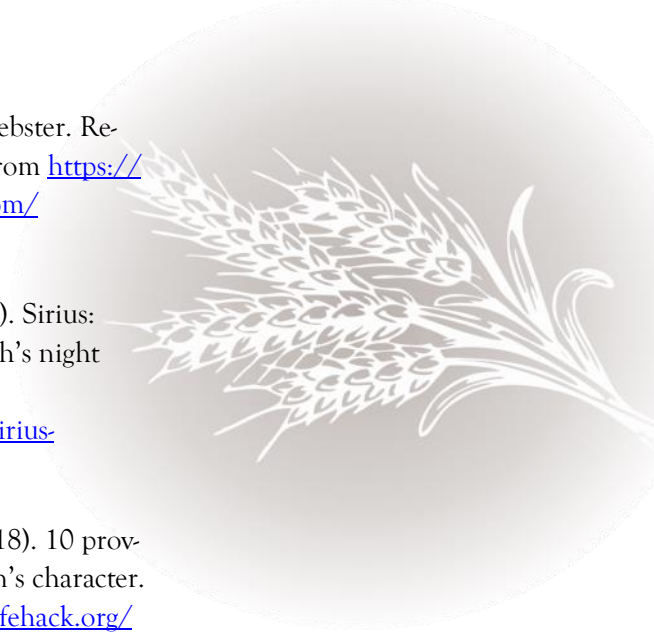 ebster. Re-
rom https://
om/
). Sirius:
h's night
irius-
18). 10 prov-
n's character.
fehack.org/